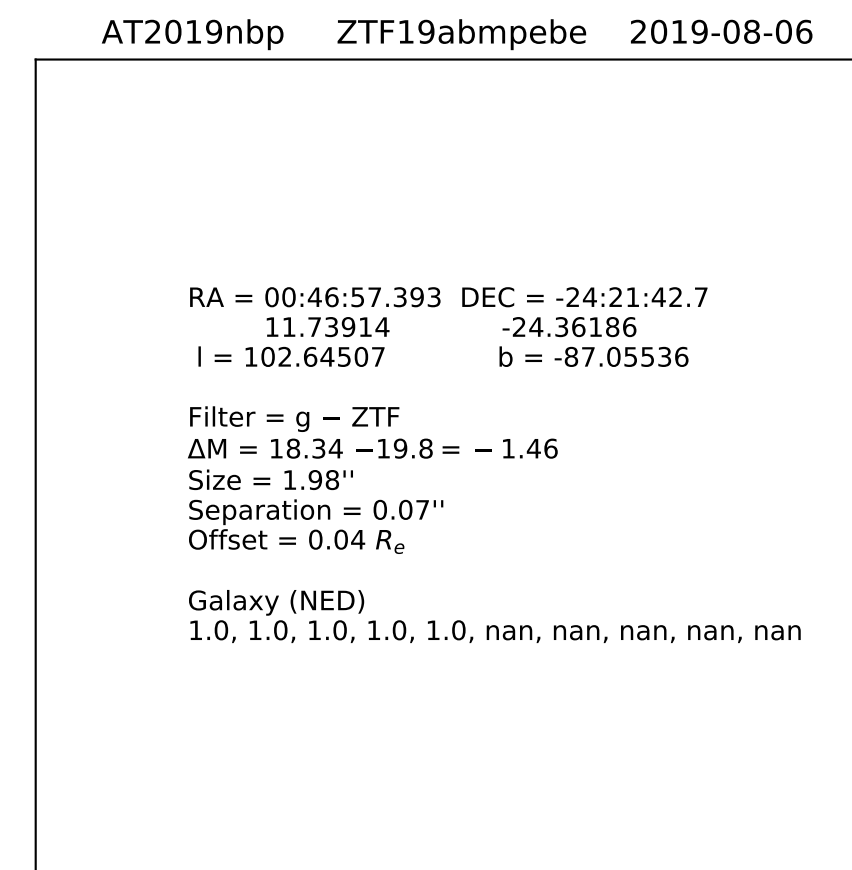 AT2019nbp ZTF19abmpebe 2019-08-06
RA = 00:46:57.393 DEC = -24:21:42.7
11.73914 -24.36186
l = 102.64507 b = -87.05536
Filter = g − ZTF
ΔM = 18.34 −19.8 = − 1.46
Size = 1.98''
Separation = 0.07''
Offset = 0.04 Re
Galaxy (NED)
1.0, 1.0, 1.0, 1.0, 1.0, nan, nan, nan, nan, nan